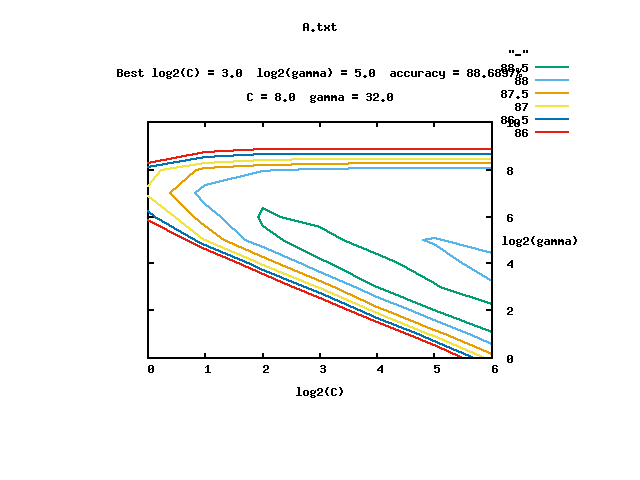 A.txt
"-"
Best log2(C) = 3.0 log2(gamma) = 5.0 accuracy = 88.6897%
88.5
88
C = 8.0 gamma = 32.0
87.5
87
86.5
86
10
8
6
log2(gamma)
4
2
0
0 1 2 3 4 5 6
log2(C)